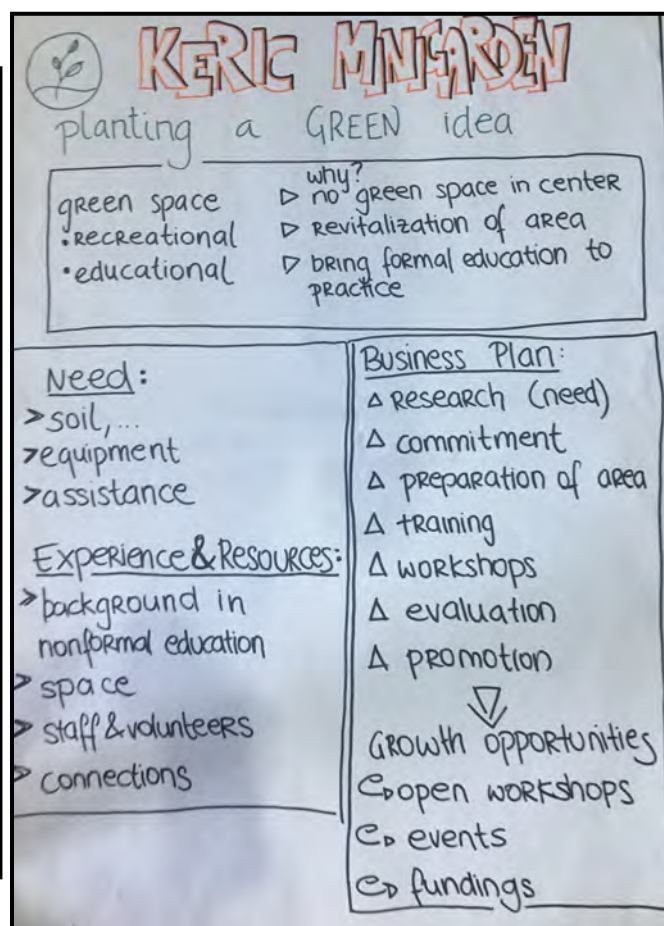 KERIC MINIGARDEN
planting a GREEN idea
green space
• RECREATIONAL
• educational
why?
▷ no green space in center
▷ Revitalization of area
▷ bring formal education to
practice
Need:
> soil,...
> equipment
> assistance
Experience & Resources:
> background in
nonformal education
> space
> staff & volunteers
> connections
Business Plan:
△ Research (need)
△ commitment
△ preparation of area
△ training
△ workshops
△ evaluation
△ promotion
Growth opportunities
open workshops
events
fundings